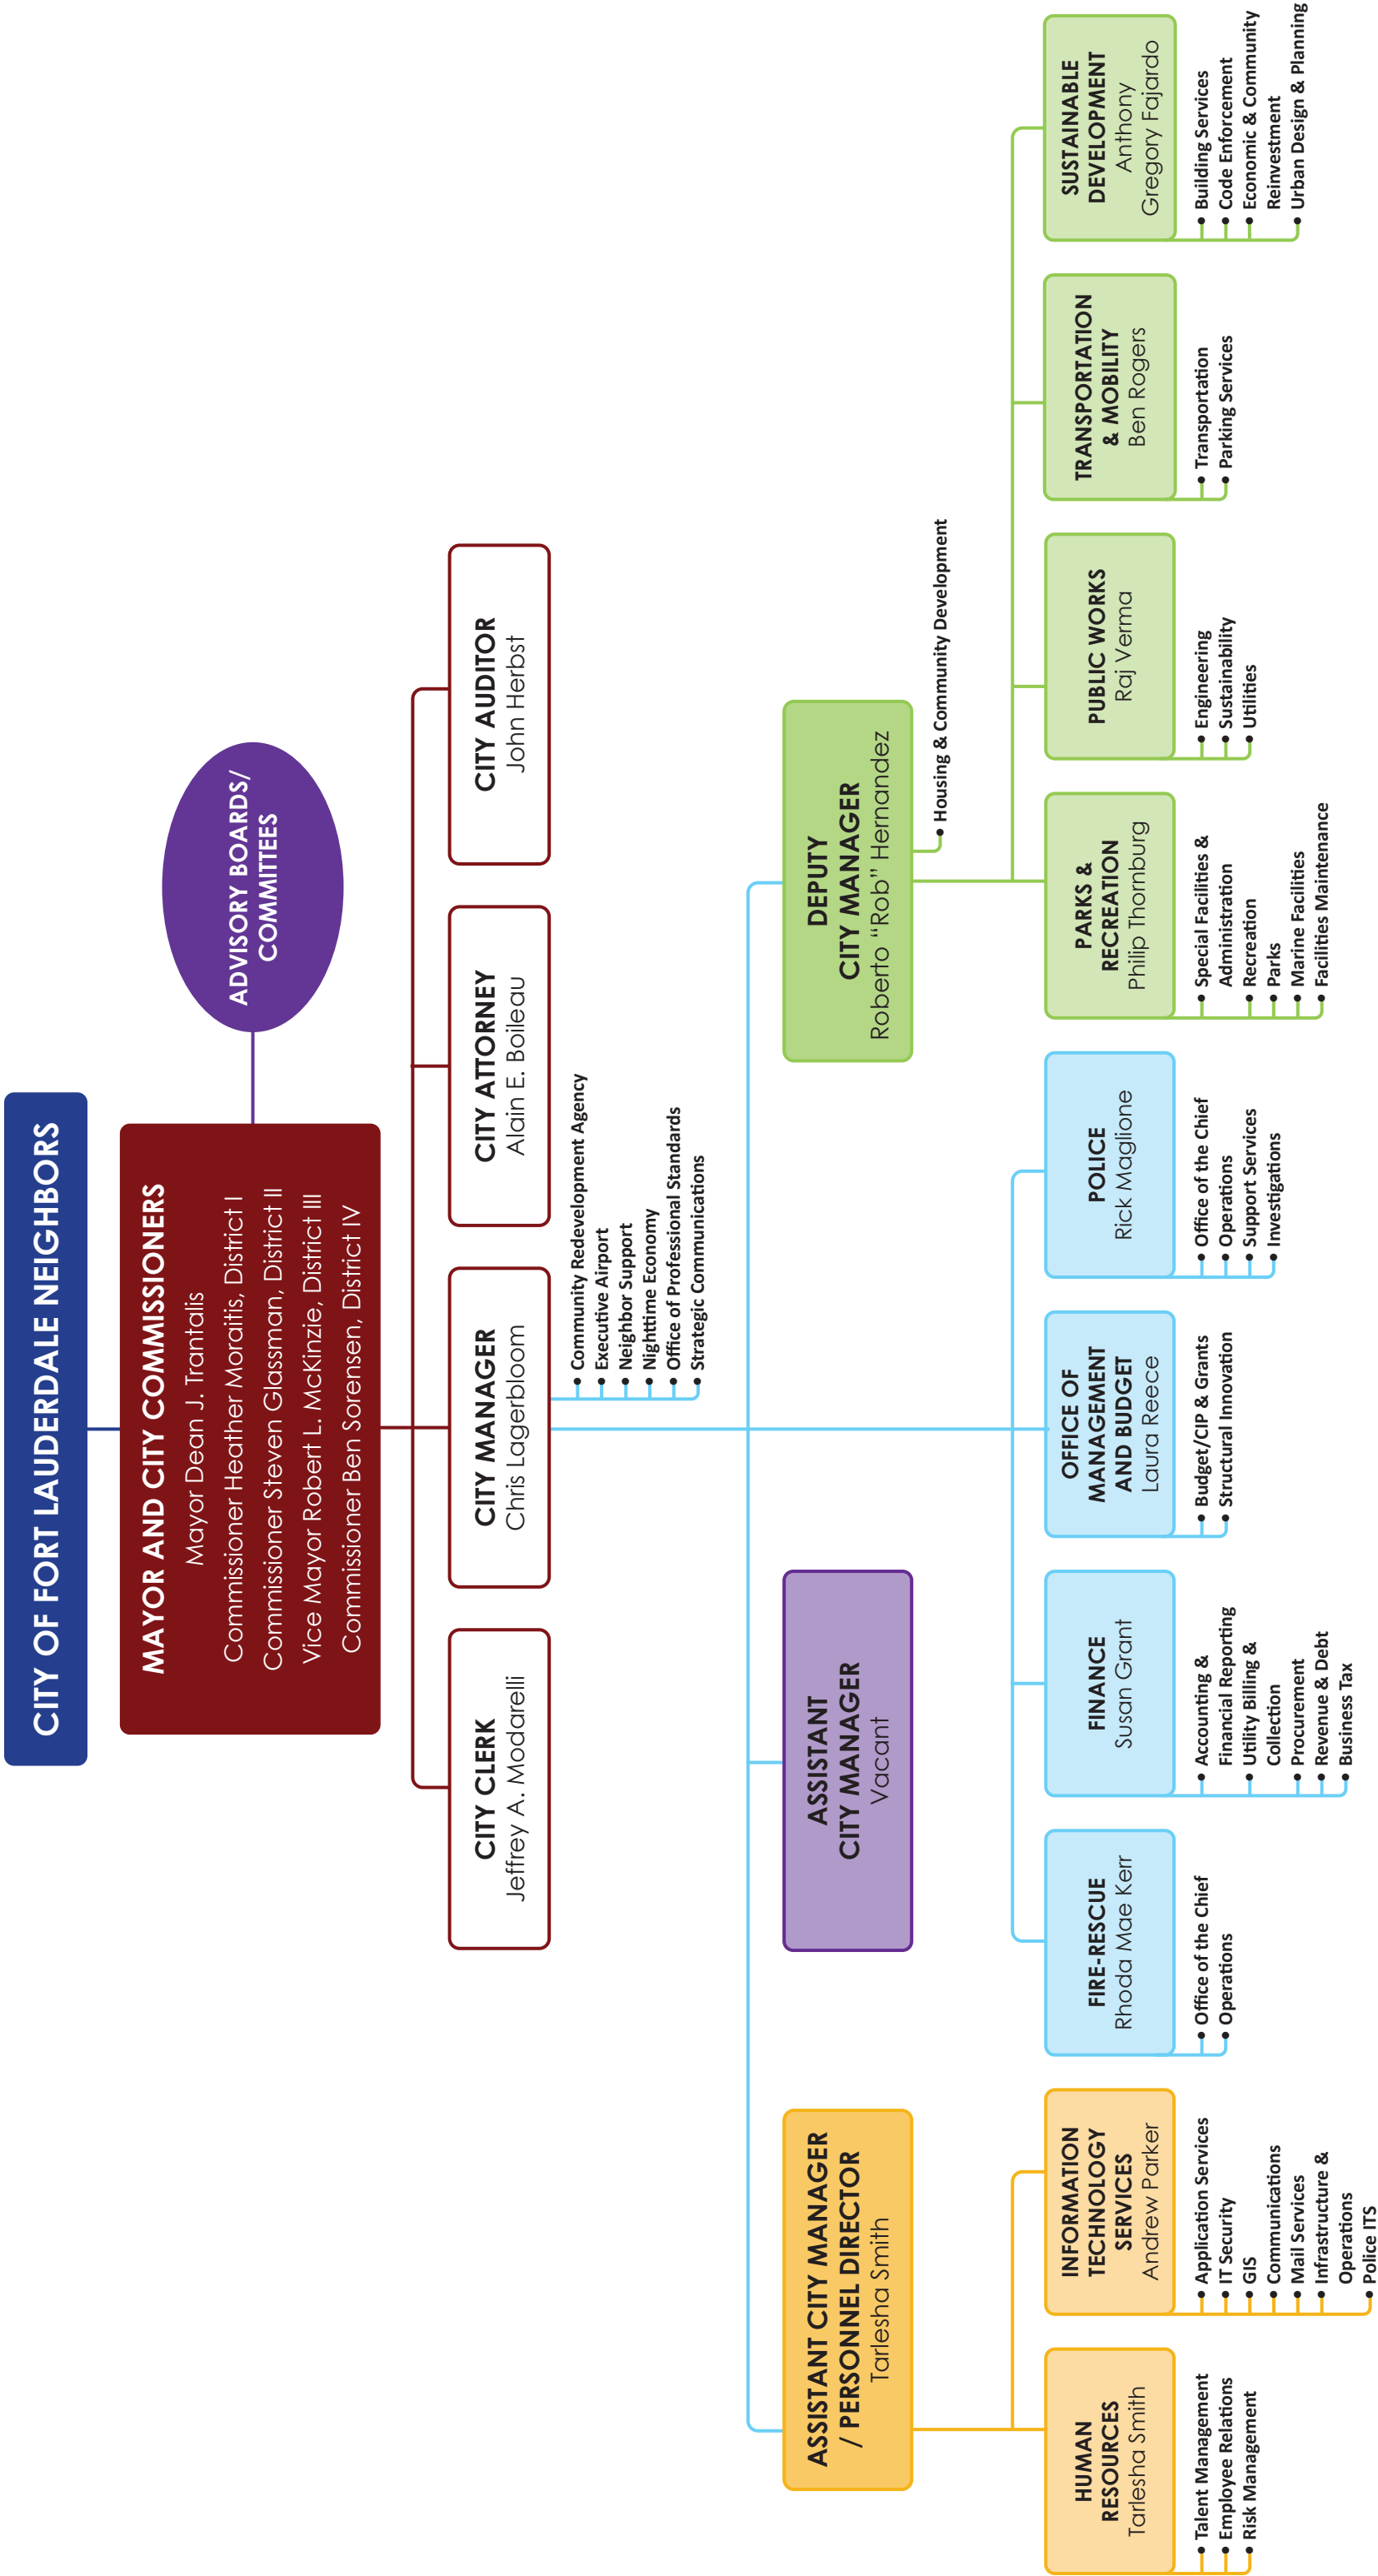 CITY OF FORT LAUDERDALE NEIGHBORS
MAYOR AND CITY COMMISSIONERS
Mayor Dean J. Trantalis
Commissioner Heather Moraitis, District I
Commissioner Steven Glassman, District II
Vice Mayor Robert L. McKinzie, District III
Commissioner Ben Sorensen, District IV
ADVISORY BOARDS/
COMMITTEES
CITY CLERK
Jeffrey A. Modarelli
CITY MANAGER
Chris Lagerbloom
Community Redevelopment Agency
Executive Airport
Neighbor Support
Nighttime Economy
Office of Professional Standards
Strategic Communications
CITY ATTORNEY
Alain E. Boileau
CITY AUDITOR
John Herbst
ASSISTANT CITY MANAGER
/ PERSONNEL DIRECTOR
Tarlesha Smith
ASSISTANT
CITY MANAGER
Vacant
DEPUTY
CITY MANAGER
Roberto “Rob” Hernandez
Housing & Community Development
HUMAN
RESOURCES
Tarlesha Smith
Talent Management
Employee Relations
Risk Management
INFORMATION
TECHNOLOGY
SERVICES
Andrew Parker
Application Services
IT Security
GIS
Communications
Mail Services
Infrastructure &
Operations
Police ITS
FIRE-RESCUE
Rhoda Mae Kerr
Office of the Chief
Operations
FINANCE
Susan Grant
Accounting &
Financial Reporting
Utility Billing &
Collection
Procurement
Revenue & Debt
Business Tax
OFFICE OF
MANAGEMENT
AND BUDGET
Laura Reece
Budget/CIP & Grants
Structural Innovation
POLICE
Rick Maglione
Office of the Chief
Operations
Support Services
Investigations
PARKS &
RECREATION
Philip Thornburg
Special Facilities &
Administration
Recreation
Parks
Marine Facilities
Facilities Maintenance
PUBLIC WORKS
Raj Verma
Engineering
Sustainability
Utilities
TRANSPORTATION
& MOBILITY
Ben Rogers
Transportation
Parking Services
SUSTAINABLE
DEVELOPMENT
Anthony
Gregory Fajardo
Building Services
Code Enforcement
Economic & Community
Reinvestment
Urban Design & Planning